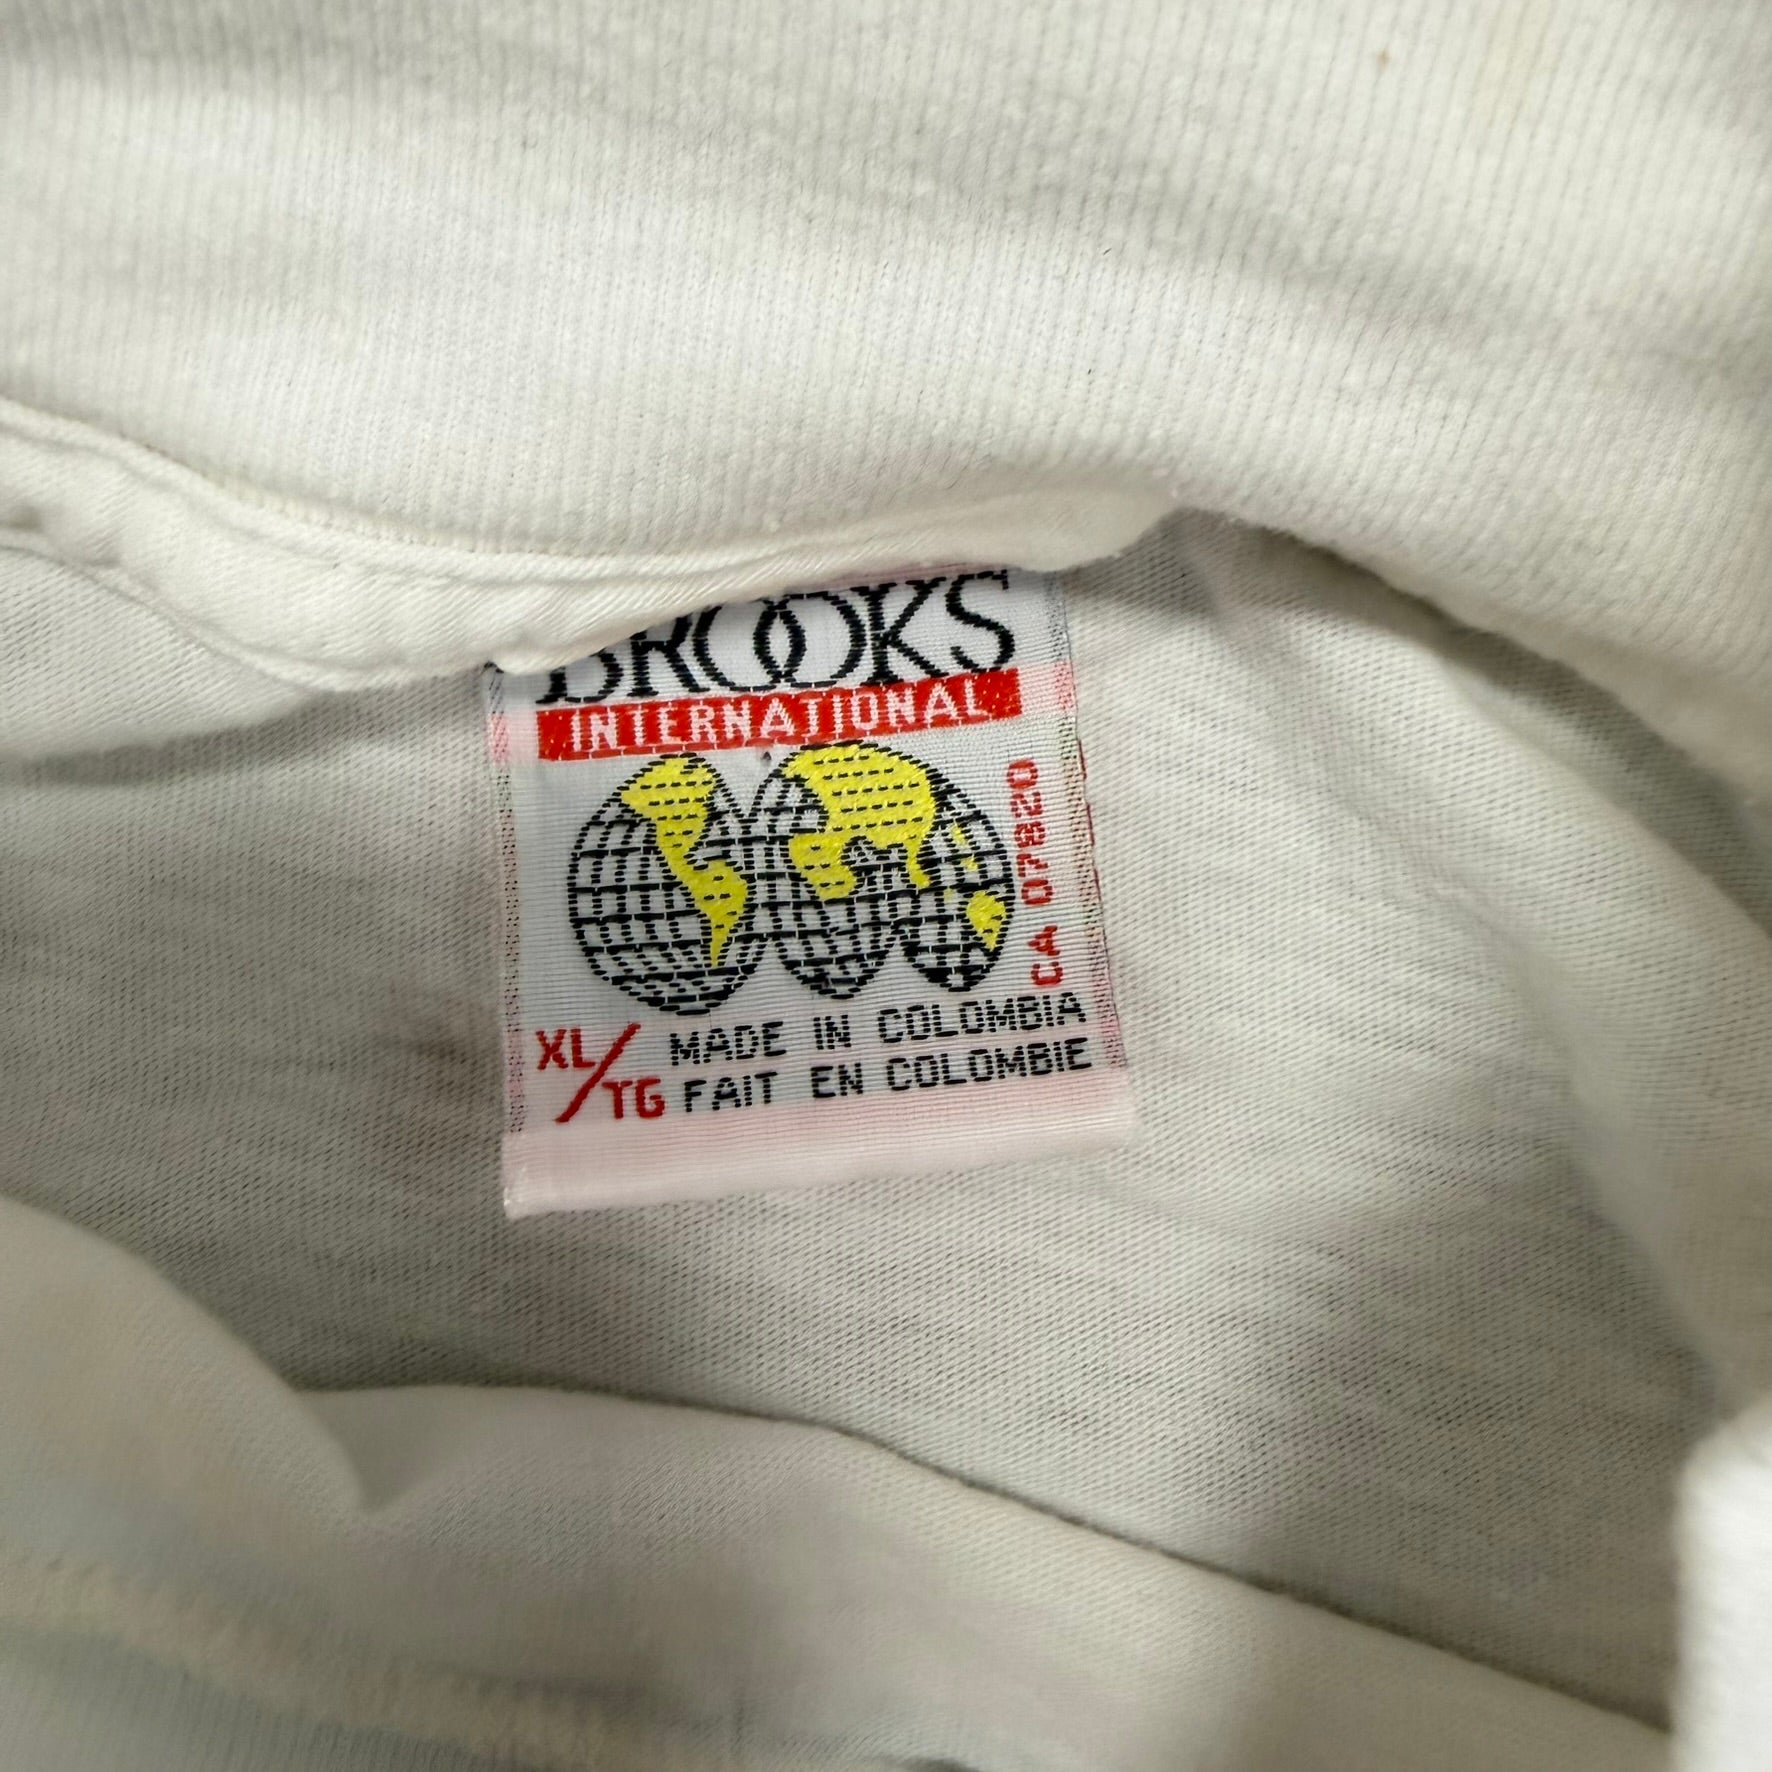 BROOKS
INTERNATIONAL
CA 07820
XL/TG
MADE IN COLOMBIA
FAIT EN COLOMBIE